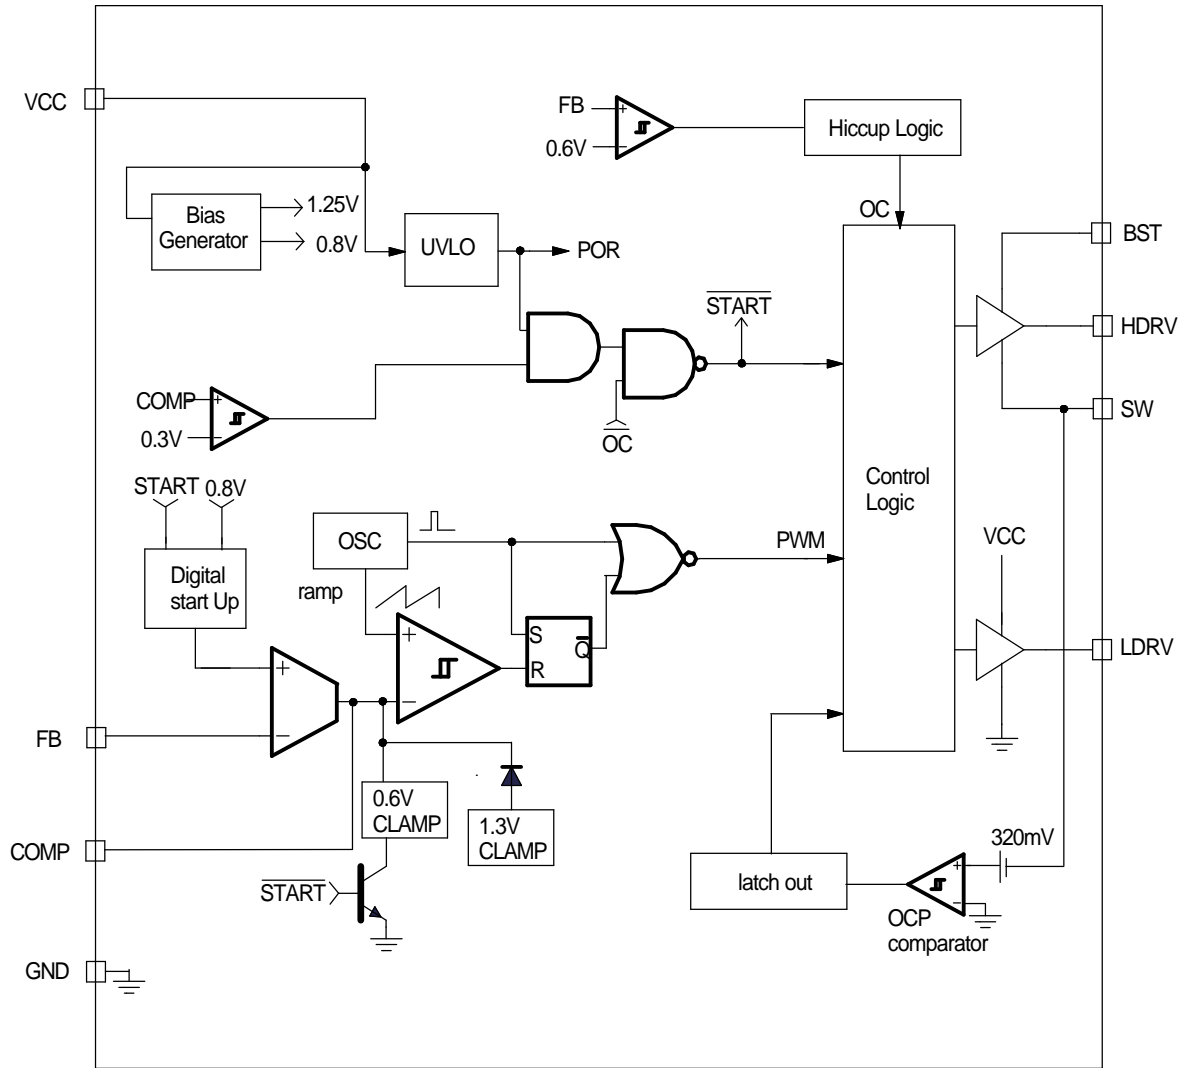 VCC
FB
0.6V
Hiccup Logic
Bias
Generator
1.25V
0.8V
UVLO
POR
OC
BST
START
HDRV
COMP
0.3V
OC
SW
START 0.8V
Control
Logic
OSC
PWM
VCC
Digital
start Up
ramp
S
Q
R
LDRV
FB
0.6V
CLAMP
1.3V
CLAMP
320mV
COMP
START
latch out
OCP
comparator
GND